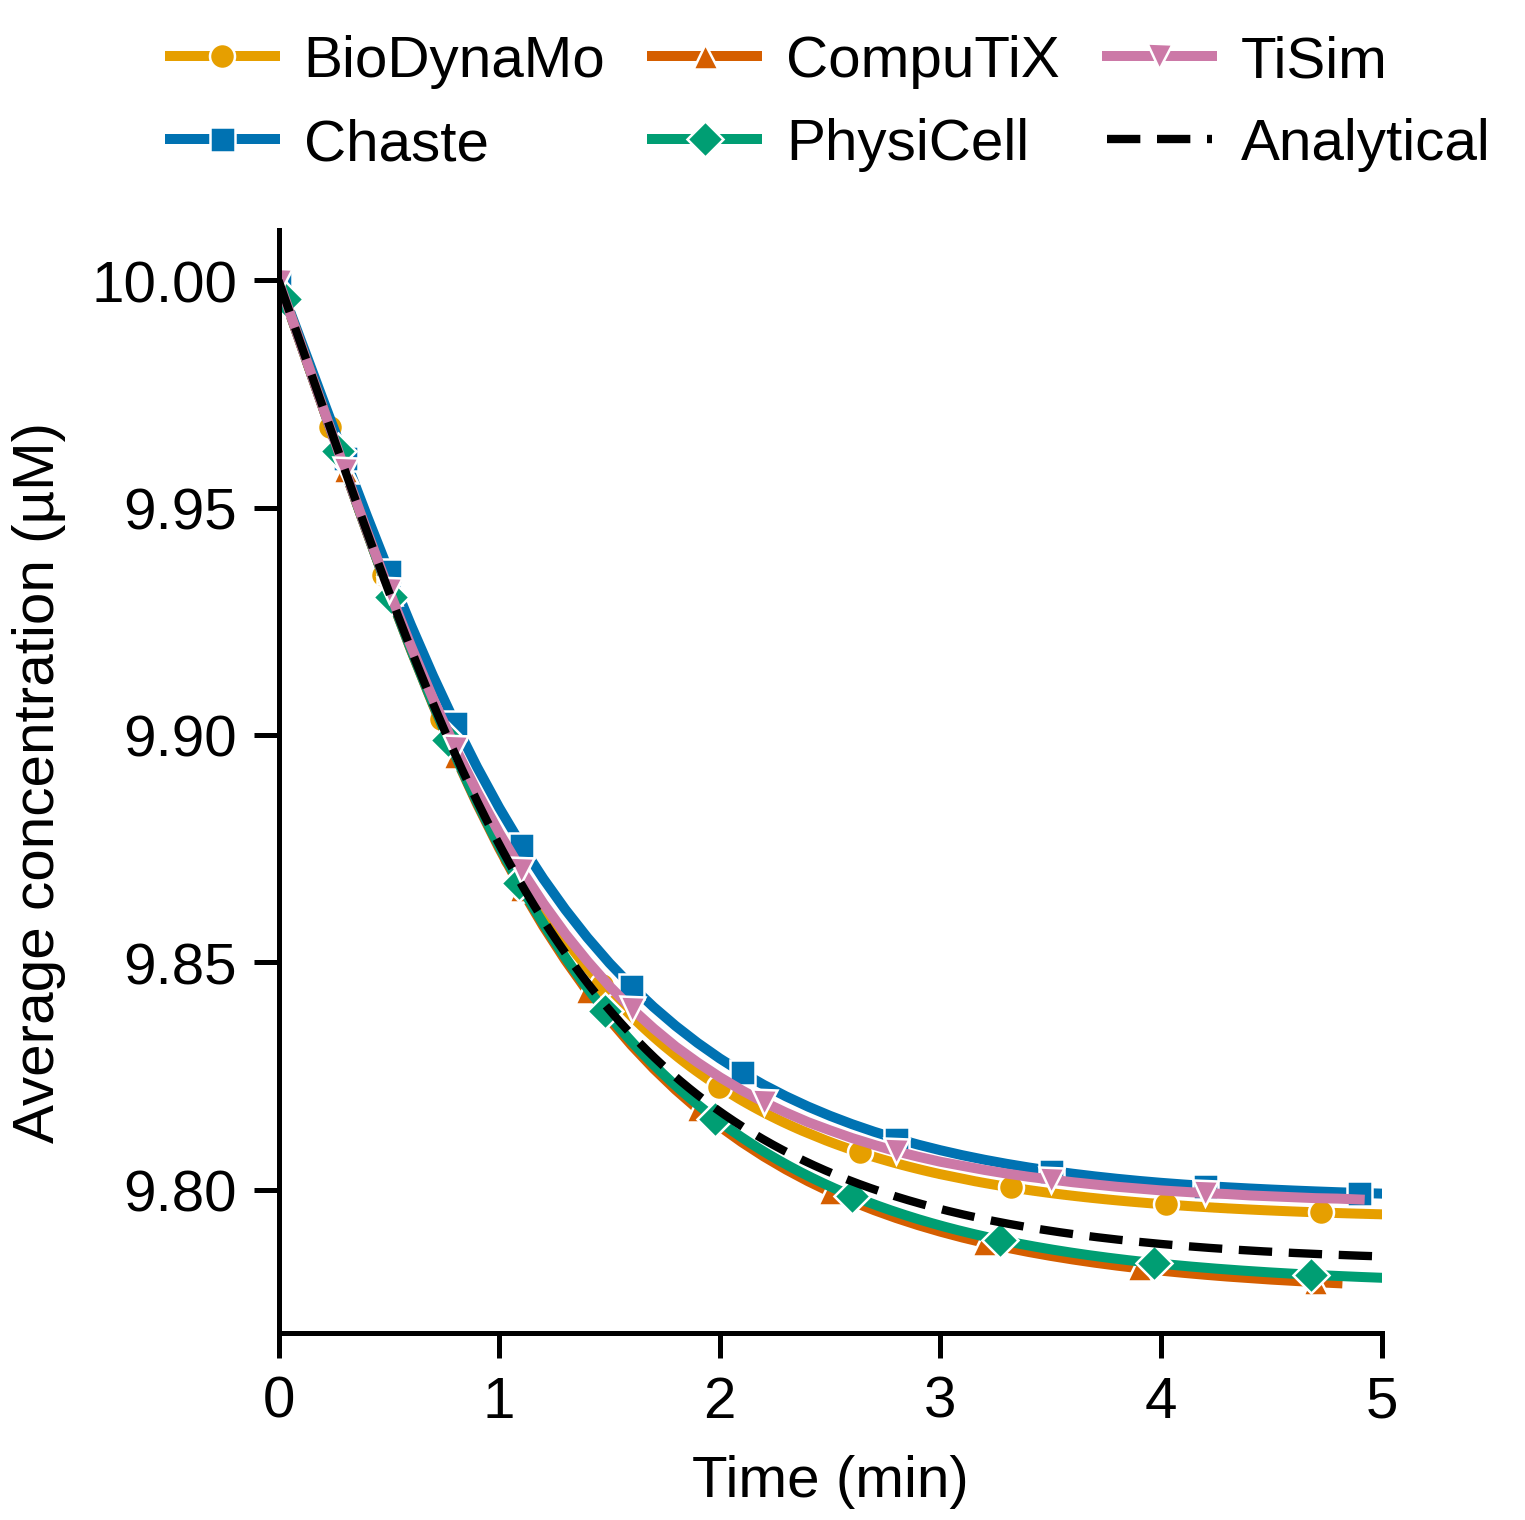 BioDynaMo CompuTiX TiSim
Chaste PhysiCell Analytical
10.00
9.95
9.90
9.85
9.80
Average concentration (µM)
0 1 2 3 4 5
Time (min)